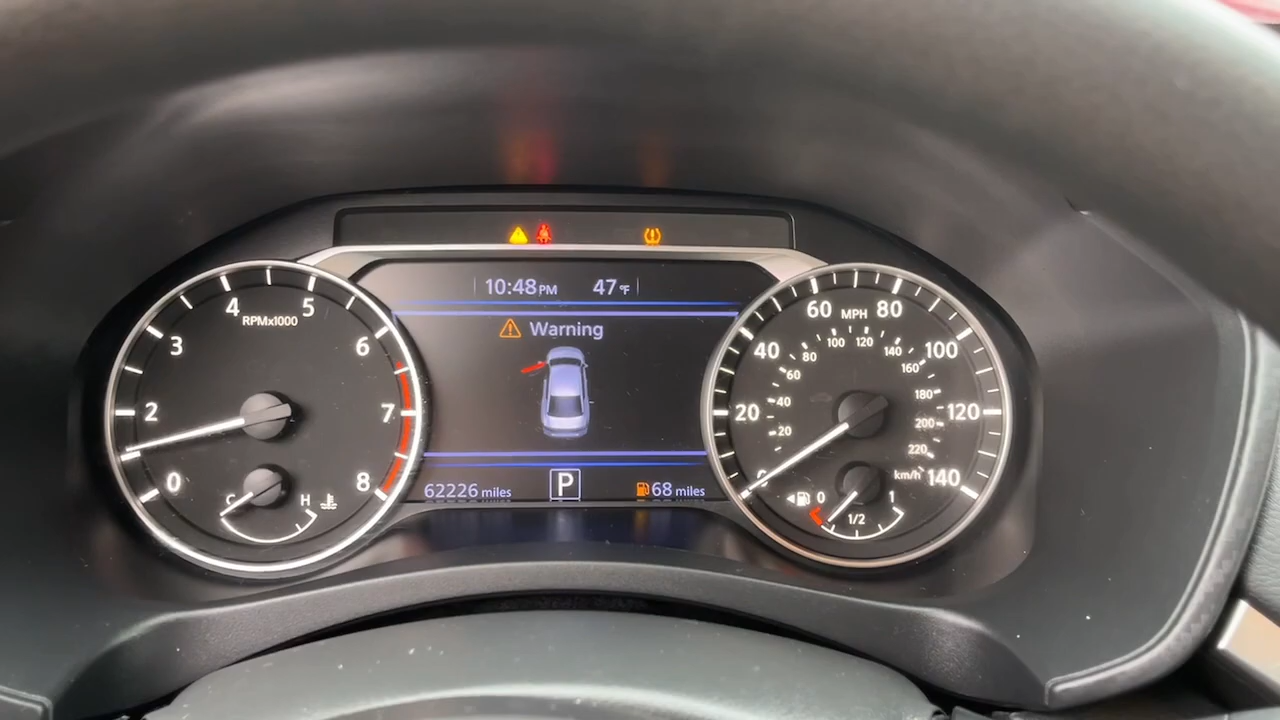 10:48PM 47°F
Warning
4 5
RPMx1000
3 6
2 7
0 8
C H
60 MPH 80
40 100
20 120
0 140
20 40 60 80 100 120 140 160 180 200 220
km/h
0 1/2 1
62226 miles P 68 miles